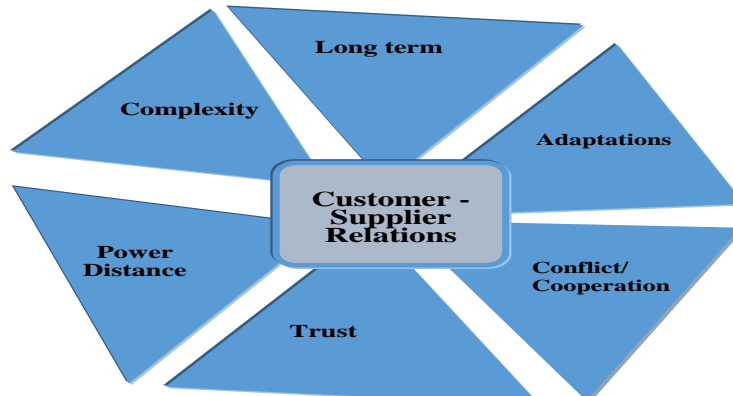 Long term
Complexity
Adaptations
Customer -
Supplier
Relations
Power
Distance
Conflict/
Cooperation
Trust